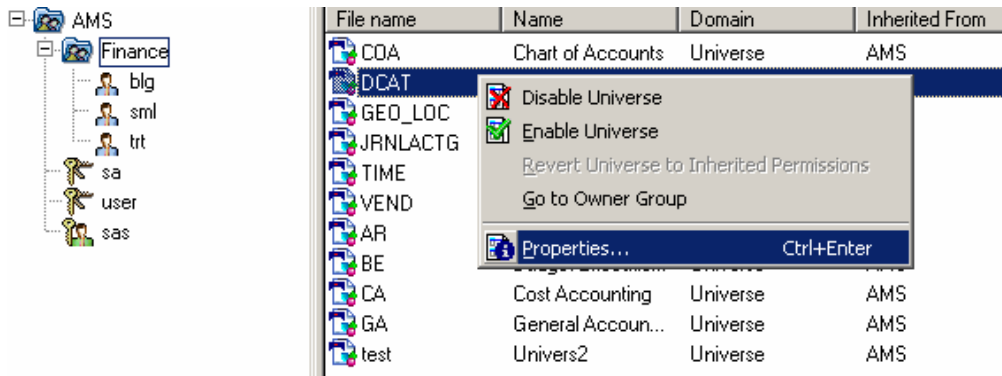 AMS
Finance
blg
sml
trt
sa
user
sas
File name Name Domain Inherited From
COA Chart of Accounts Universe AMS
DCAT
GEO_LOC
JRNLACTG
TIME
VEND
AR
BE
CA Cost Accounting Universe AMS
GA General Accoun... Universe AMS
test Univers2 Universe AMS
Disable Universe
Enable Universe
Revert Universe to Inherited Permissions
Go to Owner Group
Properties... Ctrl+Enter